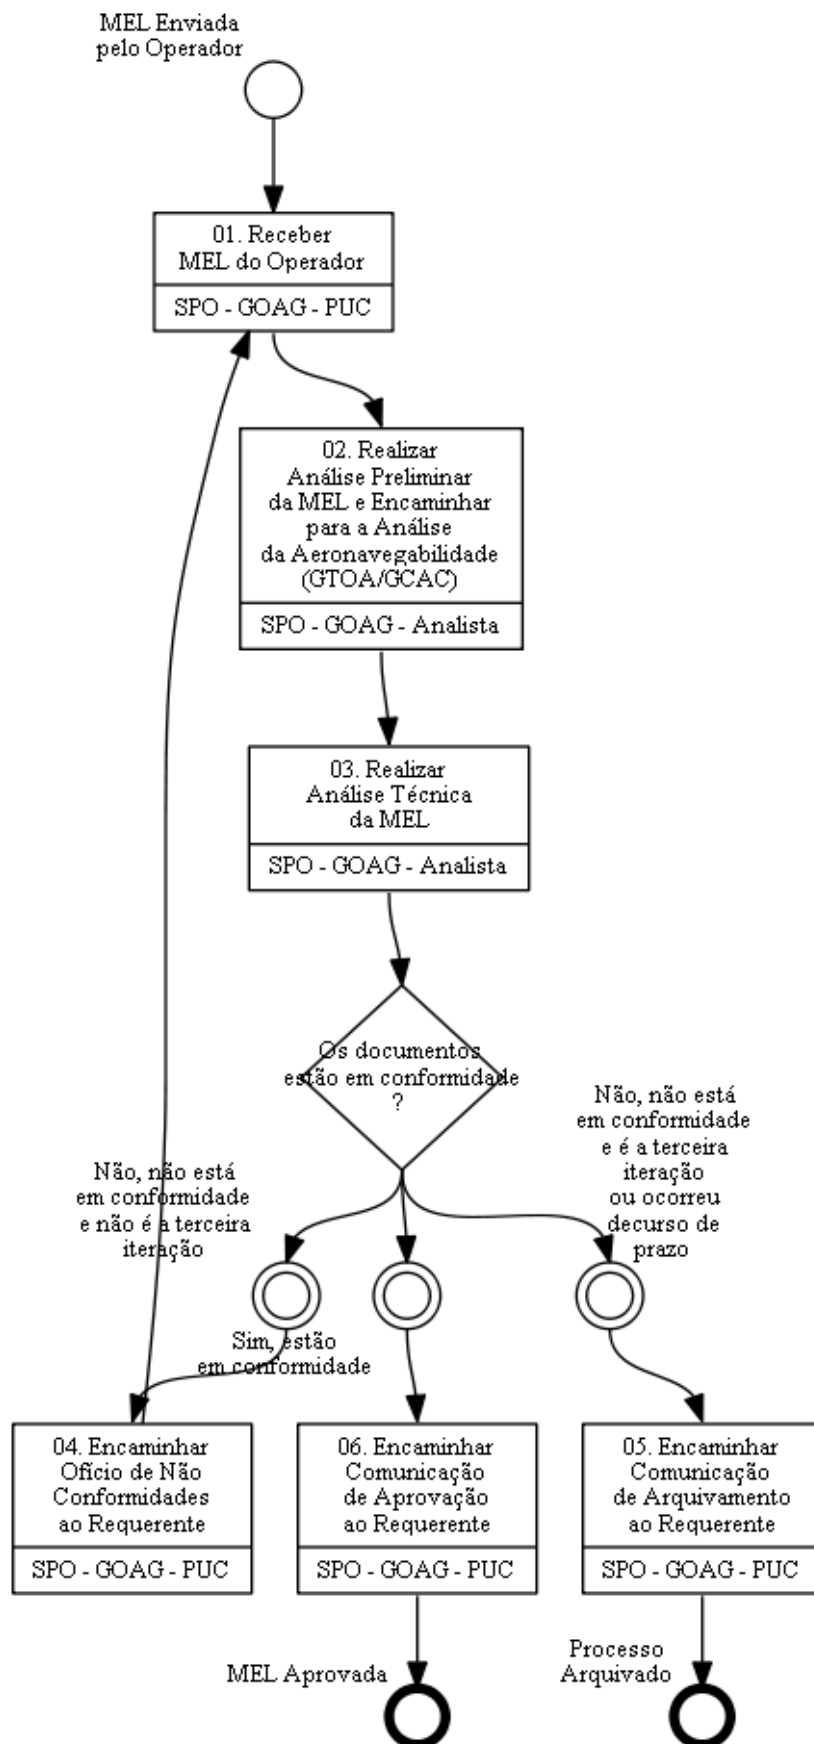 MEL Enviada
pelo Operador
01. Receber
MEL do Operador
SPO - GOAG - PUC
02. Realizar
Análise Preliminar
da MEL e Encaminhar
para a Análise
da Aeronavegabilidade
(GTOA/GCAC)
SPO - GOAG - Analista
03. Realizar
Análise Técnica
da MEL
SPO - GOAG - Analista
Os documentos
estão em conformidade
?
Não, não está
em conformidade
e não é a terceira
iteração
Não, não está
em conformidade
e é a terceira
iteração
ou ocorreu
decurso de
prazo
Sim, estão
em conformidade
04. Encaminhar
Ofício de Não
Conformidades
ao Requerente
SPO - GOAG - PUC
06. Encaminhar
Comunicação
de Aprovação
ao Requerente
SPO - GOAG - PUC
05. Encaminhar
Comunicação
de Arquivamento
ao Requerente
SPO - GOAG - PUC
MEL Aprovada
Processo
Arquivado